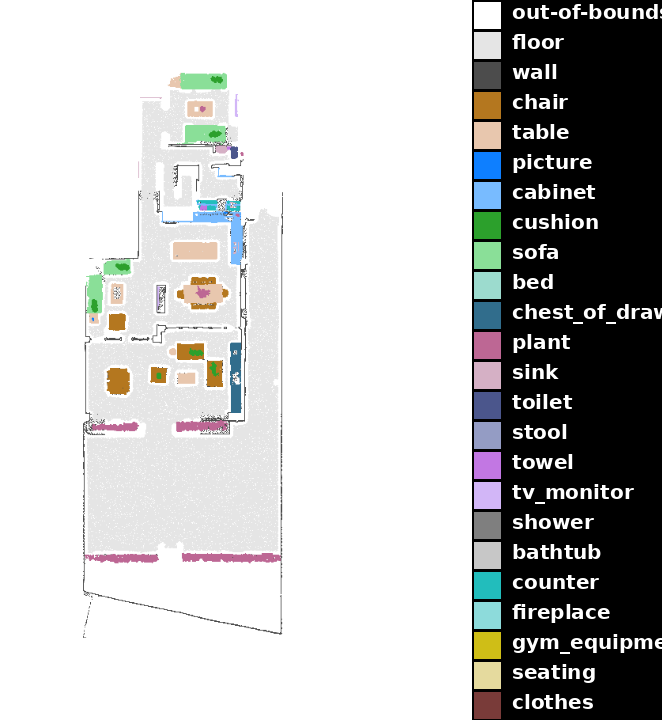 out-of-bounds
floor
wall
chair
table
picture
cabinet
cushion
sofa
bed
chest_of_draw
plant
sink
toilet
stool
towel
tv_monitor
shower
bathtub
counter
fireplace
gym_equipme
seating
clothes